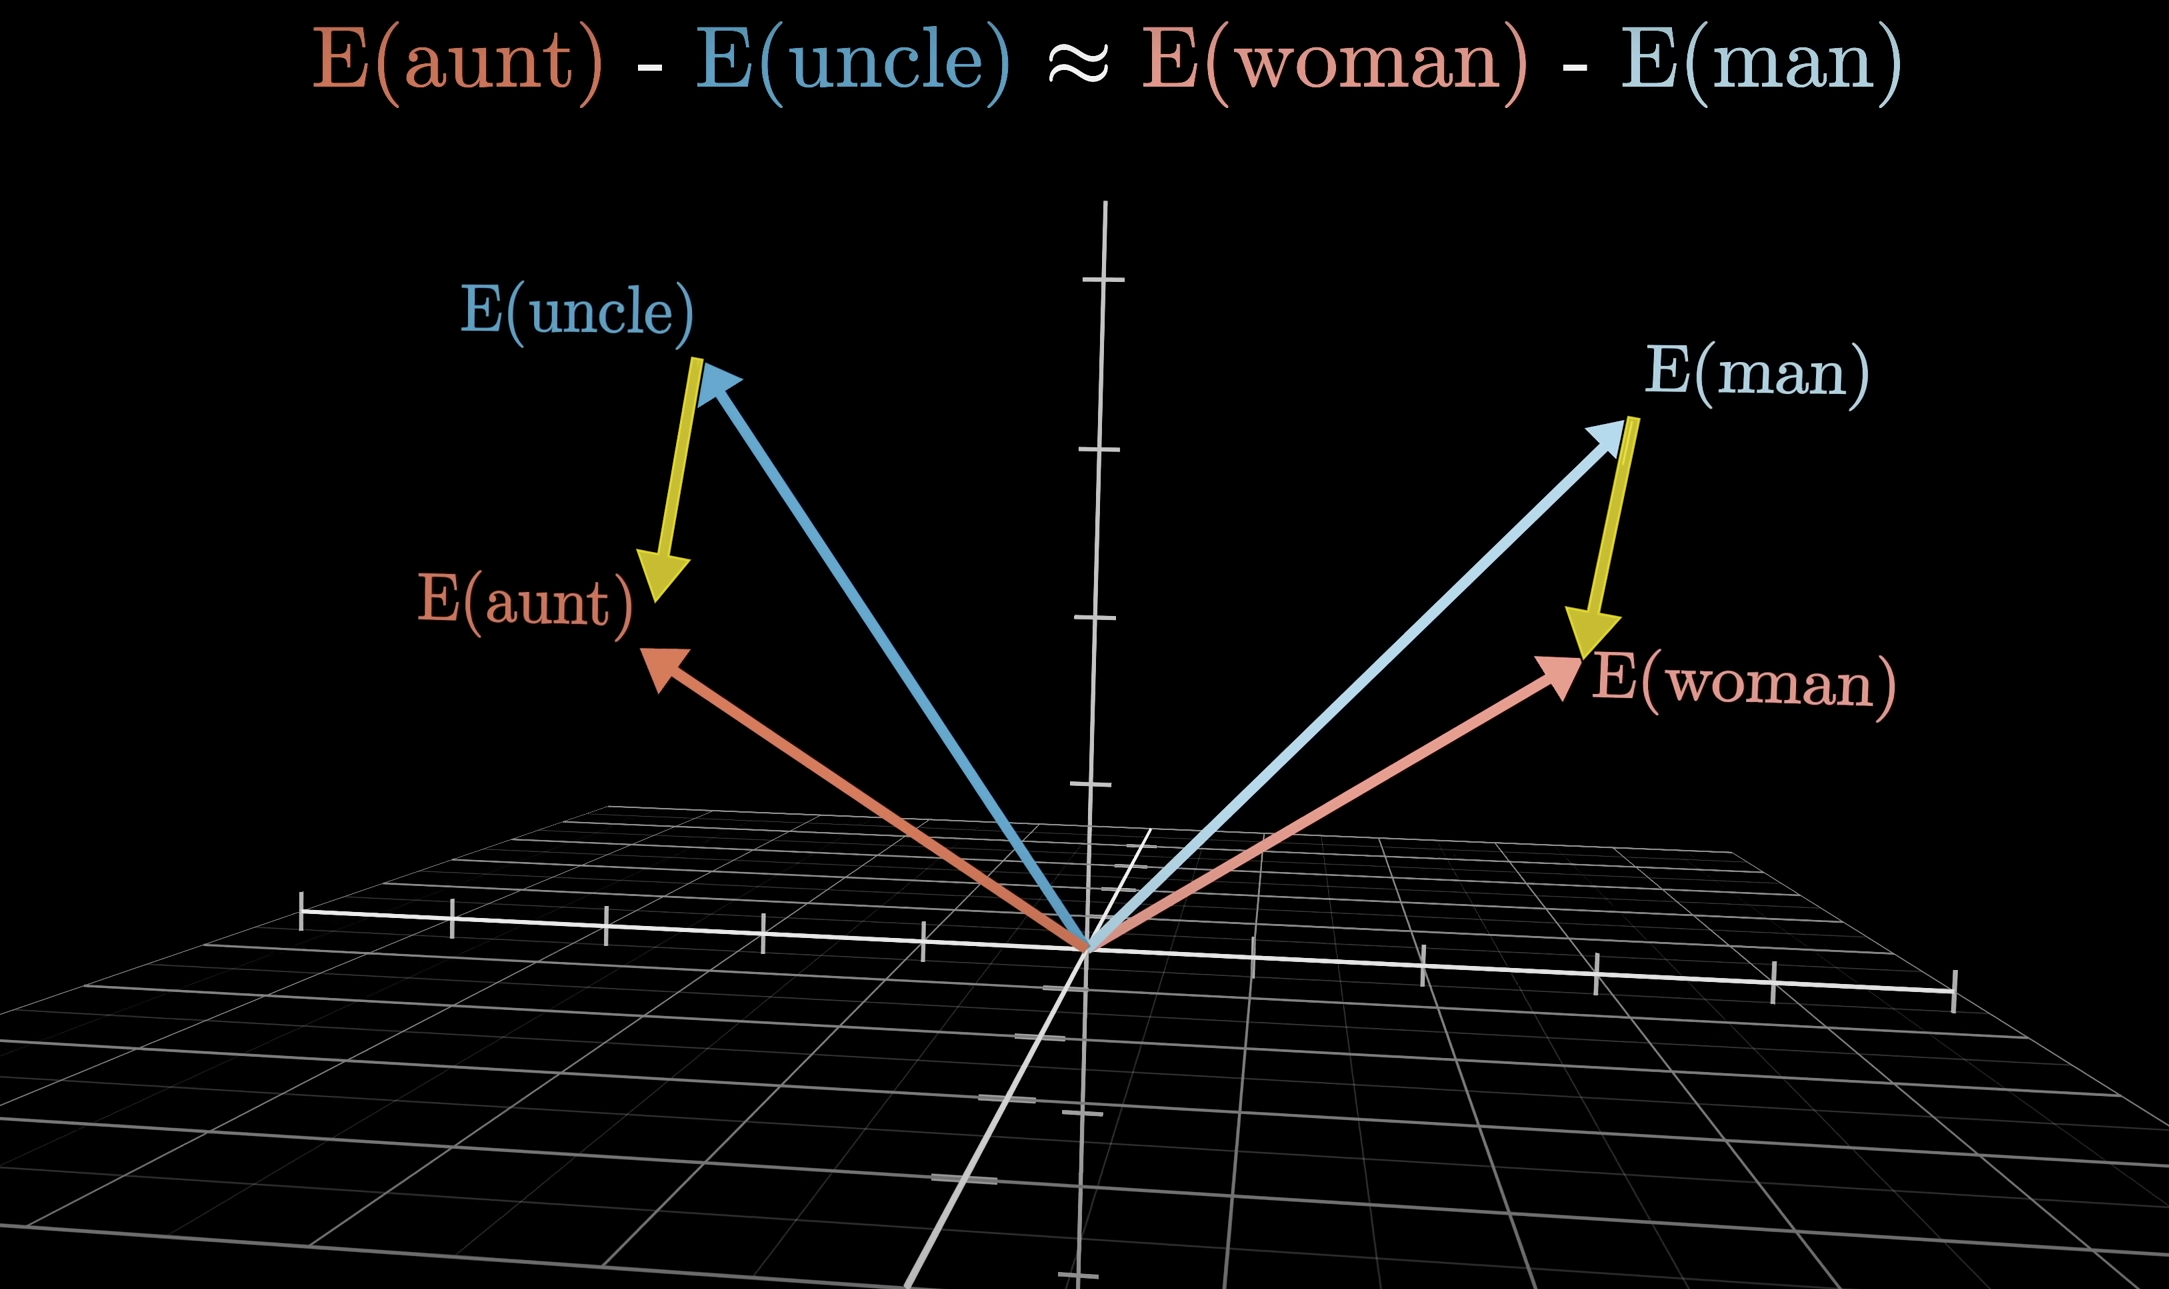 E(aunt) - E(uncle) ≈ E(woman) - E(man)
E(uncle)
E(man)
E(aunt)
E(woman)